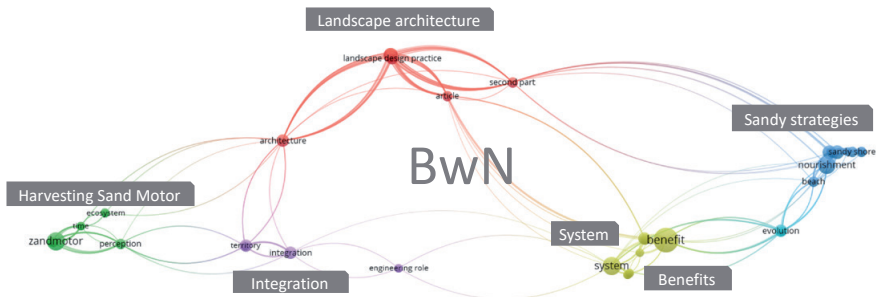 Landscape architecture
landscape design practice
second part
article
Sandy strategies
architecture
BwN
sandy shore
nourishment
beach
Harvesting Sand Motor
ecosystem
time
zandmotor
perception
territory
integration
System
benefit
evolution
engineering role
system
Integration
Benefits